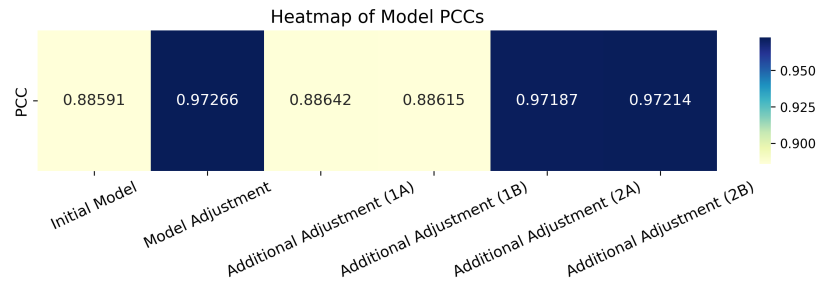 Heatmap of Model PCCs
PCC
0.88591 0.97266 0.88642 0.88615 0.97187 0.97214
0.950
0.925
0.900
Initial Model
Model Adjustment
Additional Adjustment (1A)
Additional Adjustment (1B)
Additional Adjustment (2A)
Additional Adjustment (2B)